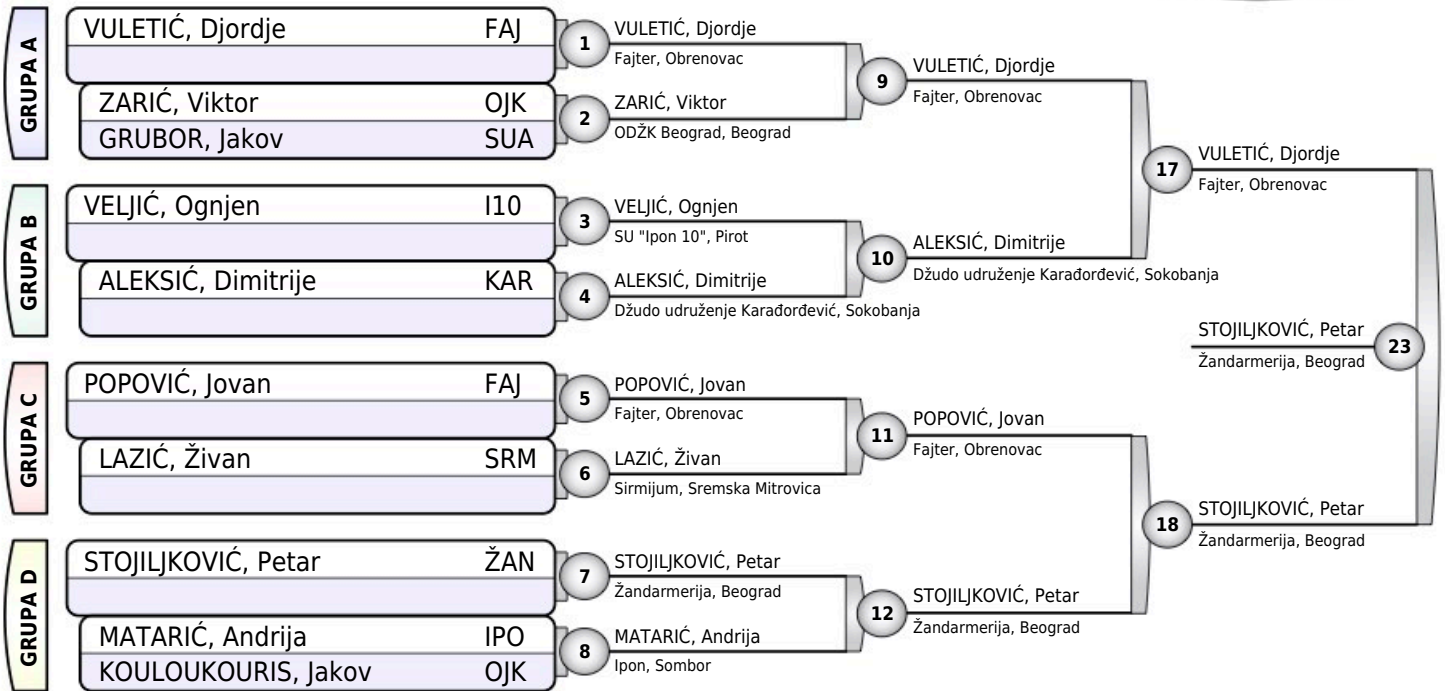 GRUPA A
VULETIĆ, Djordje FAJ
ZARIĆ, Viktor OJK
GRUBOR, Jakov SUA
GRUPA B
VELJIĆ, Ognjen I10
ALEKSIĆ, Dimitrije KAR
GRUPA C
POPOVIĆ, Jovan FAJ
LAZIĆ, Živan SRM
GRUPA D
STOJILJKOVIĆ, Petar ŽAN
MATARIĆ, Andrija IPO
KOULOUKOURIS, Jakov OJK
1
VULETIĆ, Djordje
Fajter, Obrenovac
2
ZARIĆ, Viktor
ODŽK Beograd, Beograd
3
VELJIĆ, Ognjen
SU "Ipon 10", Pirot
4
ALEKSIĆ, Dimitrije
Džudo udruženje Karađorđević, Sokobanja
5
POPOVIĆ, Jovan
Fajter, Obrenovac
6
LAZIĆ, Živan
Sirmijum, Sremska Mitrovica
7
STOJILJKOVIĆ, Petar
Žandarmerija, Beograd
8
MATARIĆ, Andrija
Ipon, Sombor
9
VULETIĆ, Djordje
Fajter, Obrenovac
10
ALEKSIĆ, Dimitrije
Džudo udruženje Karađorđević, Sokobanja
11
POPOVIĆ, Jovan
Fajter, Obrenovac
12
STOJILJKOVIĆ, Petar
Žandarmerija, Beograd
17
VULETIĆ, Djordje
Fajter, Obrenovac
18
STOJILJKOVIĆ, Petar
Žandarmerija, Beograd
STOJILJKOVIĆ, Petar
Žandarmerija, Beograd
23